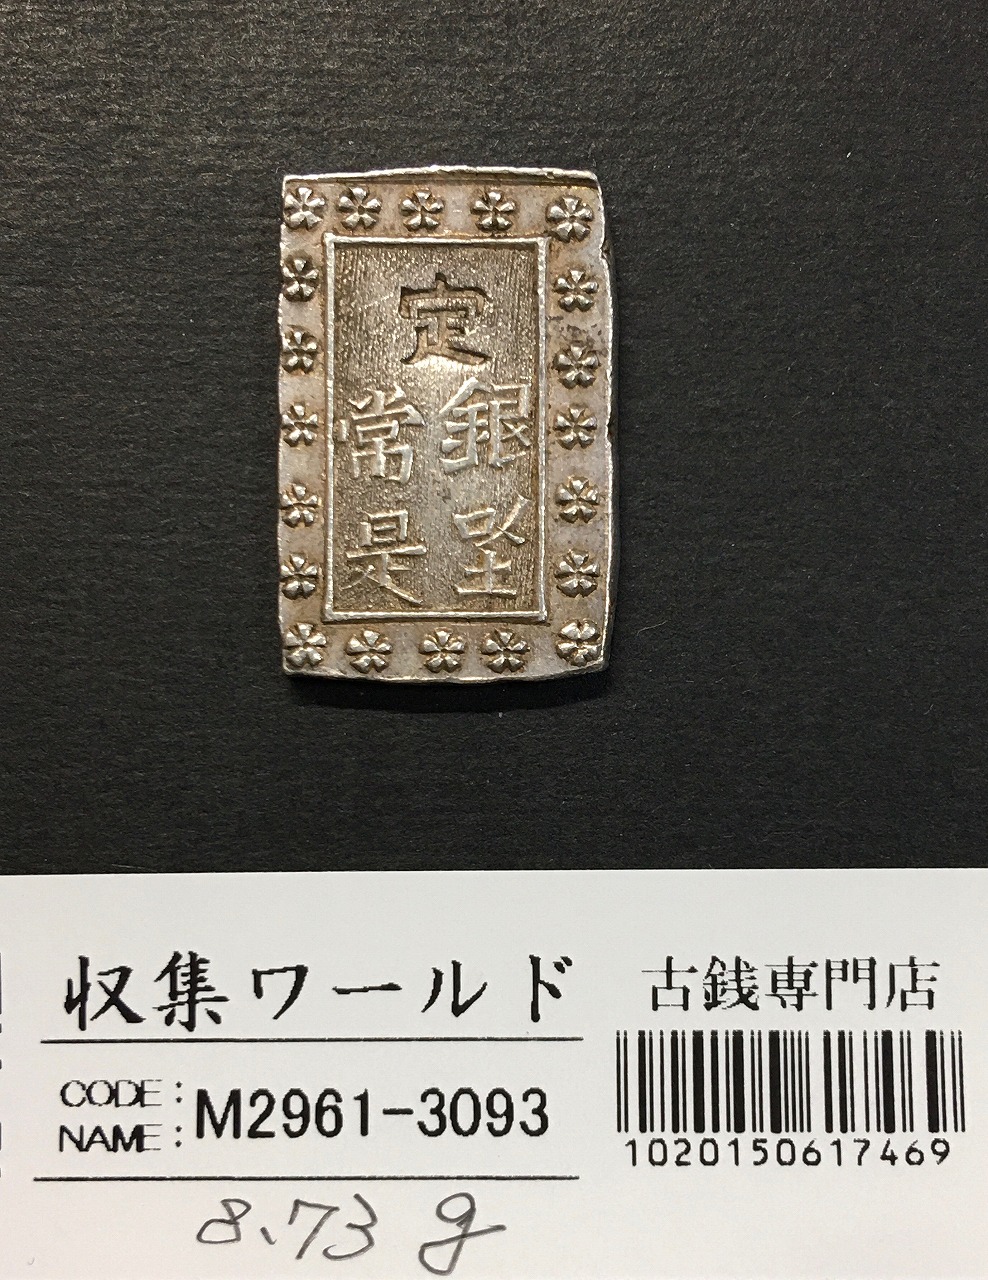 定
銀座
常是
収集ワールド
古銭専門店
CODE:
NAME:
M2961-3093
1020150617469
8.73 g